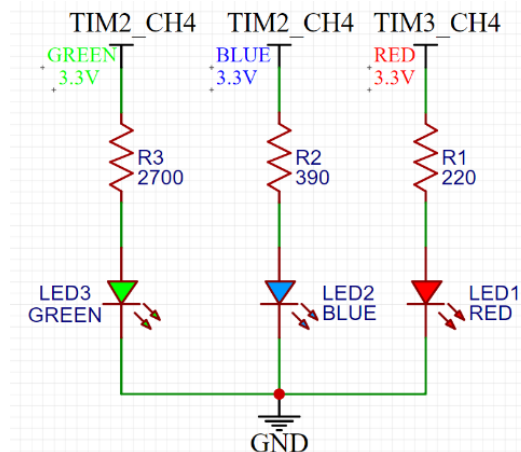 TIM2_CH4 TIM2_CH4 TIM3_CH4
GREEN BLUE RED
3.3V 3.3V 3.3V
R3 R2 R1
2700 390 220
LED3 LED2 LED1
GREEN BLUE RED
GND